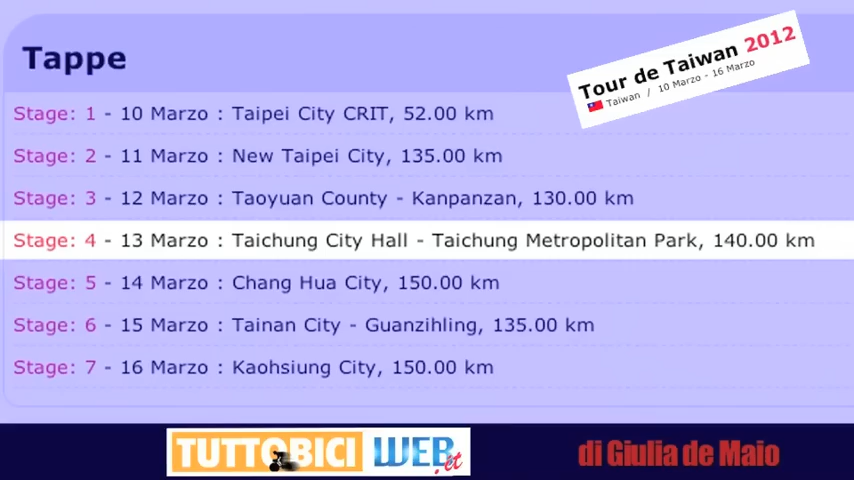 Tappe
Tour de Taiwan 2012
Taiwan / 10 Marzo - 16 Marzo
Stage: 1 - 10 Marzo : Taipei City CRIT, 52.00 km
Stage: 2 - 11 Marzo : New Taipei City, 135.00 km
Stage: 3 - 12 Marzo : Taoyuan County - Kanpanzan, 130.00 km
Stage: 4 - 13 Marzo : Taichung City Hall - Taichung Metropolitan Park, 140.00 km
Stage: 5 - 14 Marzo : Chang Hua City, 150.00 km
Stage: 6 - 15 Marzo : Tainan City - Guanzihling, 135.00 km
Stage: 7 - 16 Marzo : Kaohsiung City, 150.00 km
TUTTOBICI WEB.it
di Giulia de Maio